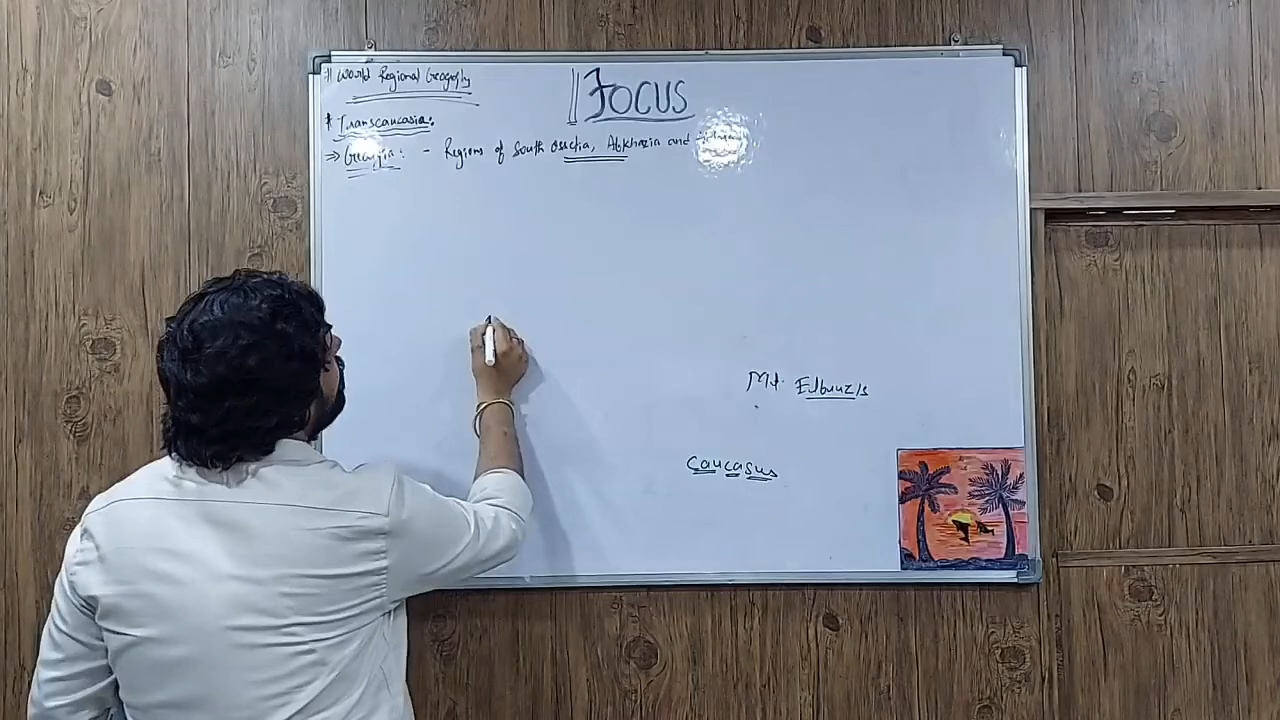 World Regional Geography
FOCUS
* Transcaucasia:
⇒ Georgia: - Regions of South Ossetia, Abkhazia and
Mt. Elbruz/s
Caucasus